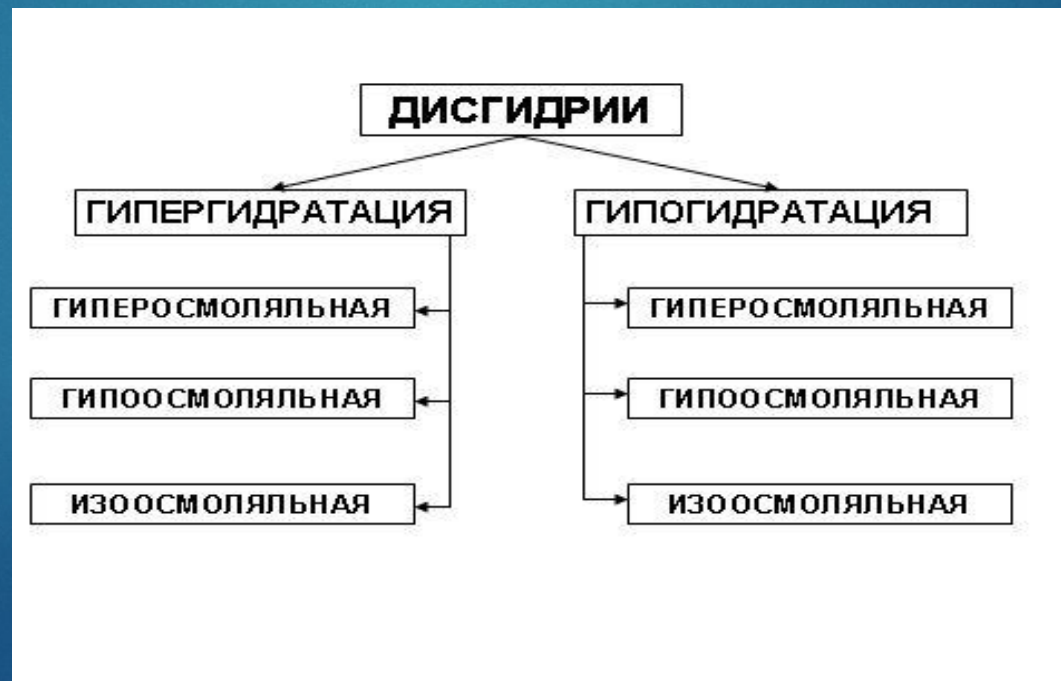 ДИСГИДРИИ
ГИПЕРГИДРАТАЦИЯ
ГИПОГИДРАТАЦИЯ
ГИПЕРОСМОЛЯЛЬНАЯ
ГИПЕРОСМОЛЯЛЬНАЯ
ГИПООСМОЛЯЛЬНАЯ
ГИПООСМОЛЯЛЬНАЯ
ИЗООСМОЛЯЛЬНАЯ
ИЗООСМОЛЯЛЬНАЯ